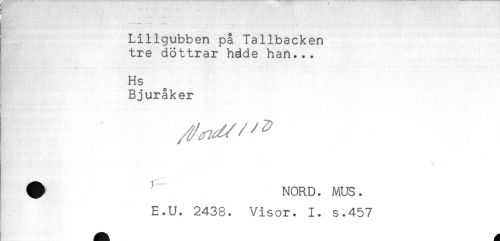 Lillgubben på Tallbacken
tre döttrar hade han...
Hs
Bjuråker
Nordl 110
NORD. MUS.
E.U. 2438. Visor. I. s.457